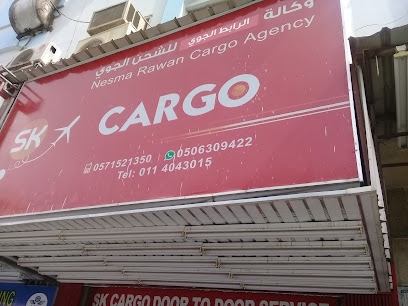 وكالة الرابط الجوي للشحن الجوي
Nesma Rawan Cargo Agency
SK CARGO
0571521350 0506309422
Tel: 011 4043015
SK CARGO DOOR TO DOOR SERVICE